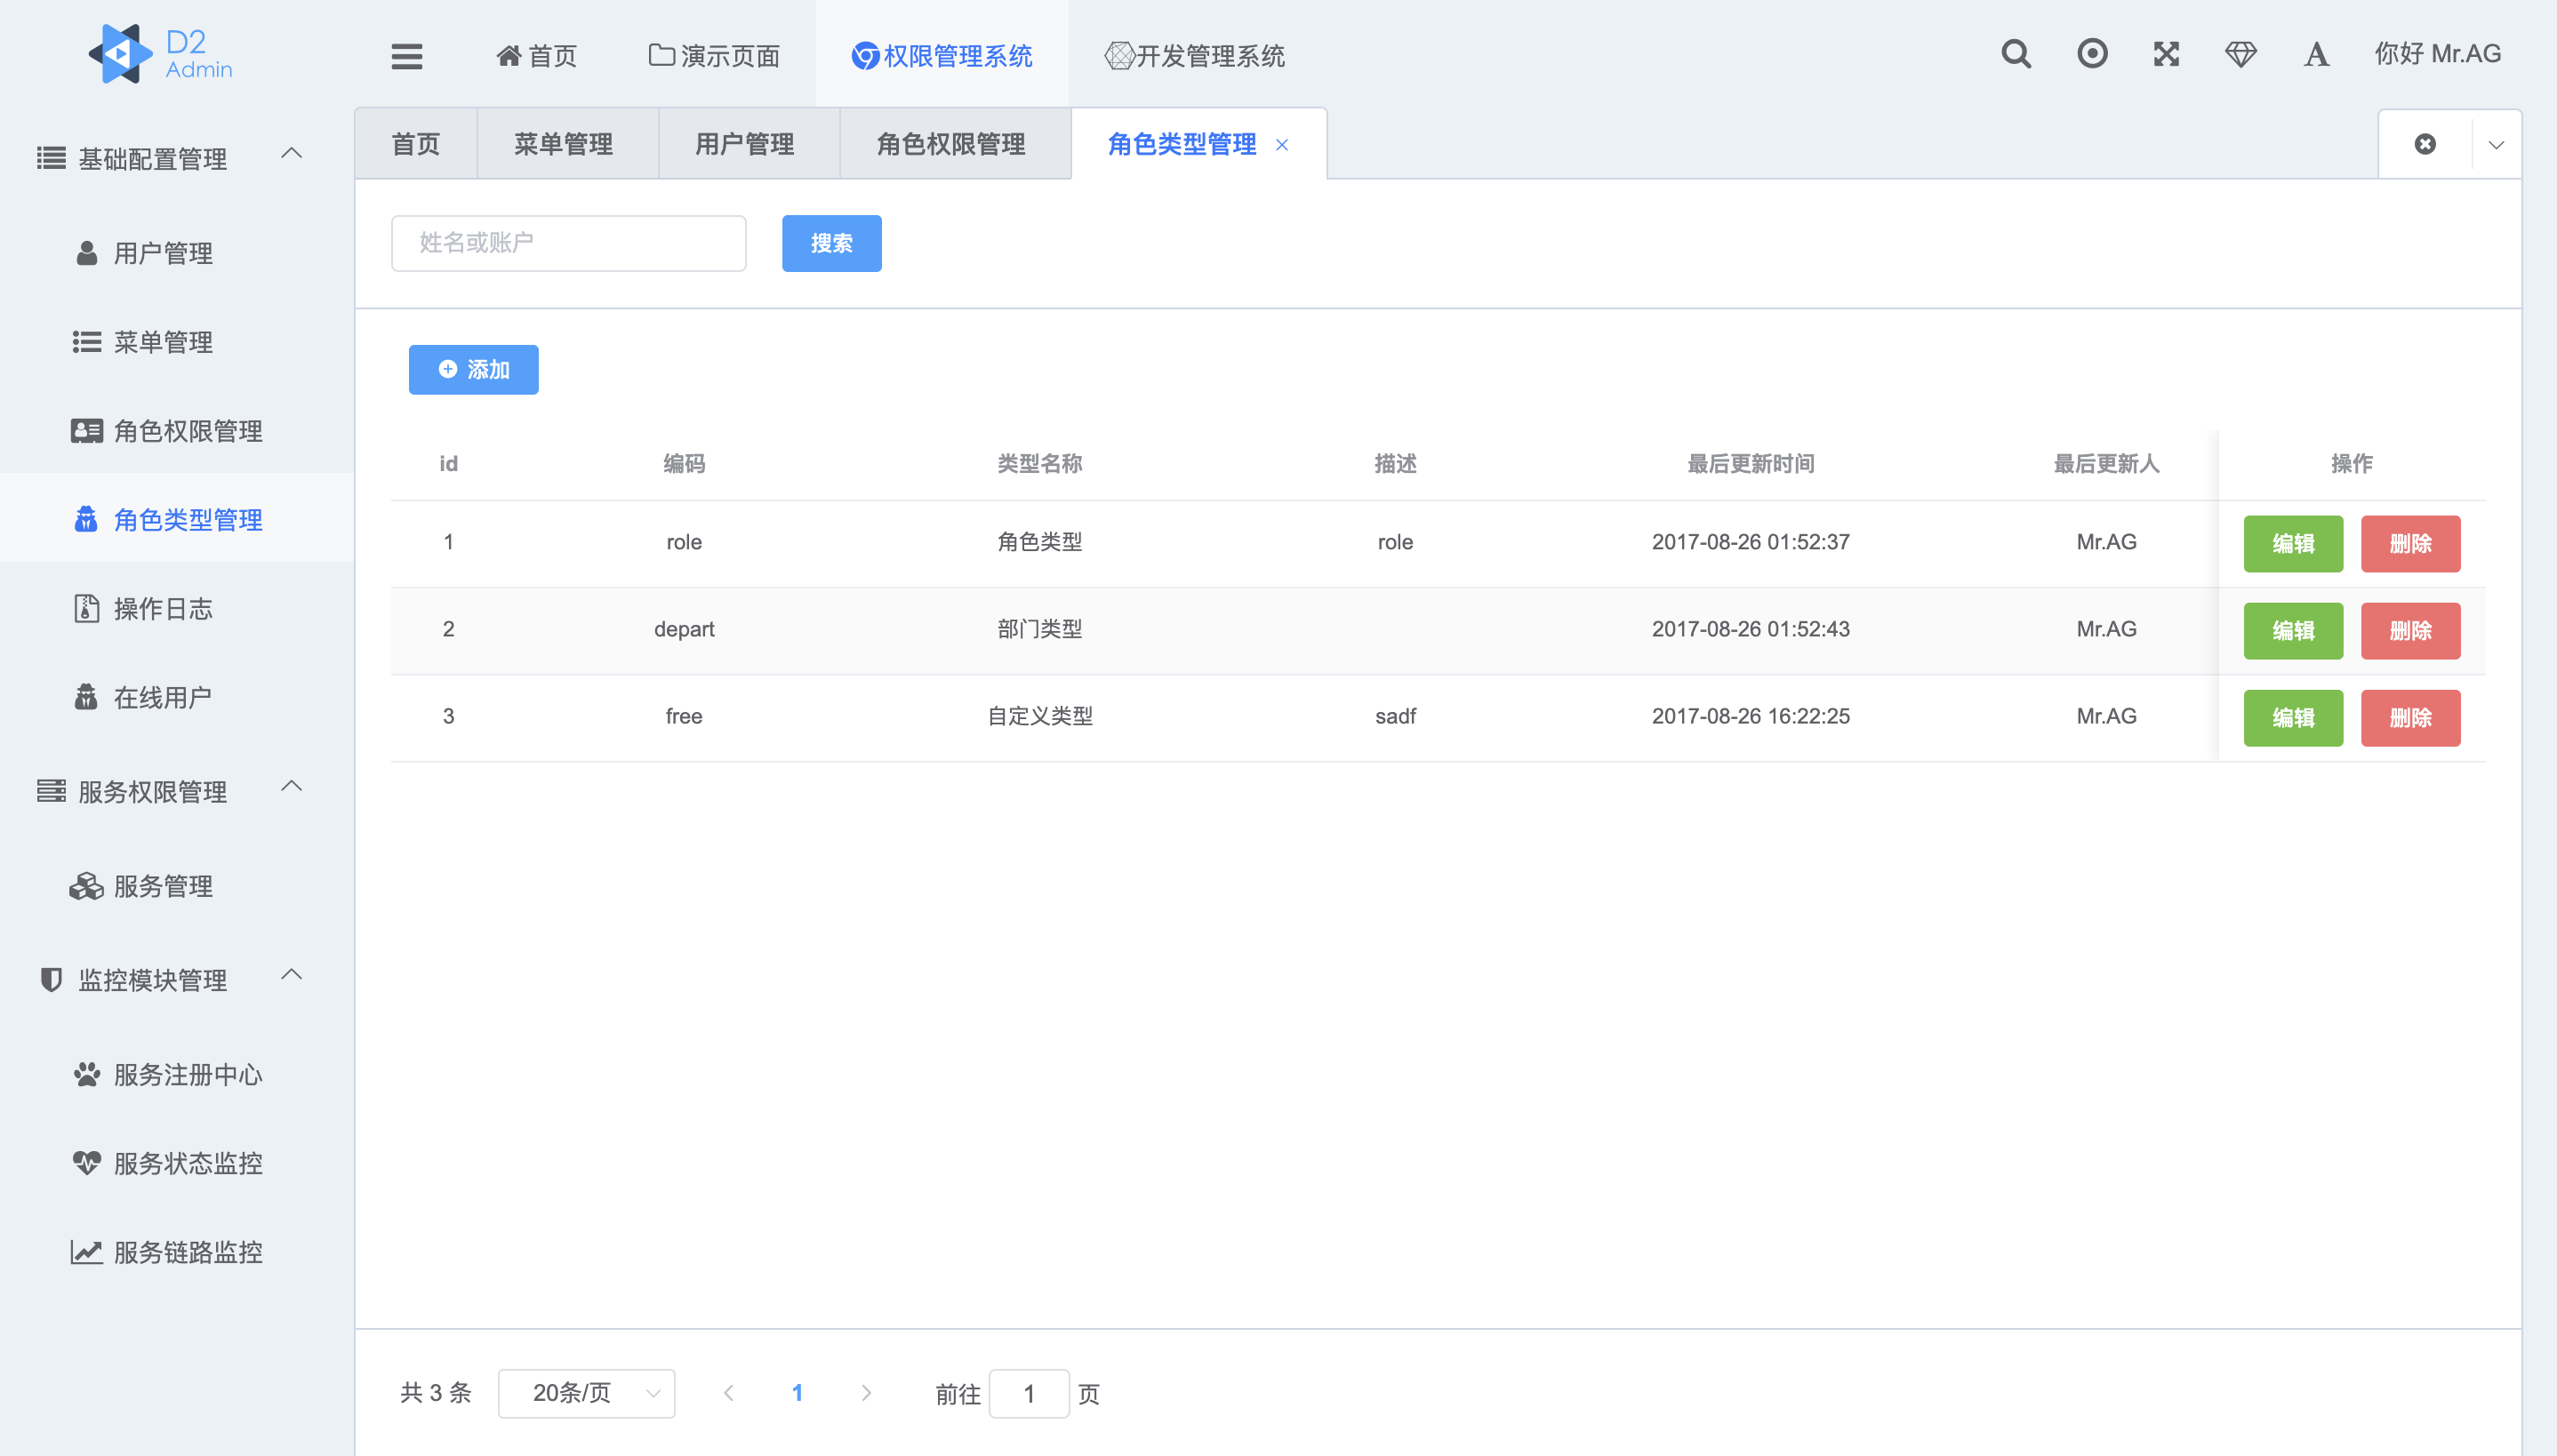 D2
Admin
首页 演示页面 权限管理系统 开发管理系统 你好 Mr.AG
基础配置管理
用户管理
菜单管理
角色权限管理
角色类型管理
操作日志
在线用户
服务权限管理
服务管理
监控模块管理
服务注册中心
服务状态监控
服务链路监控
首页 菜单管理 用户管理 角色权限管理 角色类型管理
姓名或账户 搜索
添加
id 编码 类型名称 描述 最后更新时间 最后更新人 操作
1 role 角色类型 role 2017-08-26 01:52:37 Mr.AG 编辑 删除
2 depart 部门类型 2017-08-26 01:52:43 Mr.AG 编辑 删除
3 free 自定义类型 sadf 2017-08-26 16:22:25 Mr.AG 编辑 删除
共 3 条 20条/页 1 前往 1 页